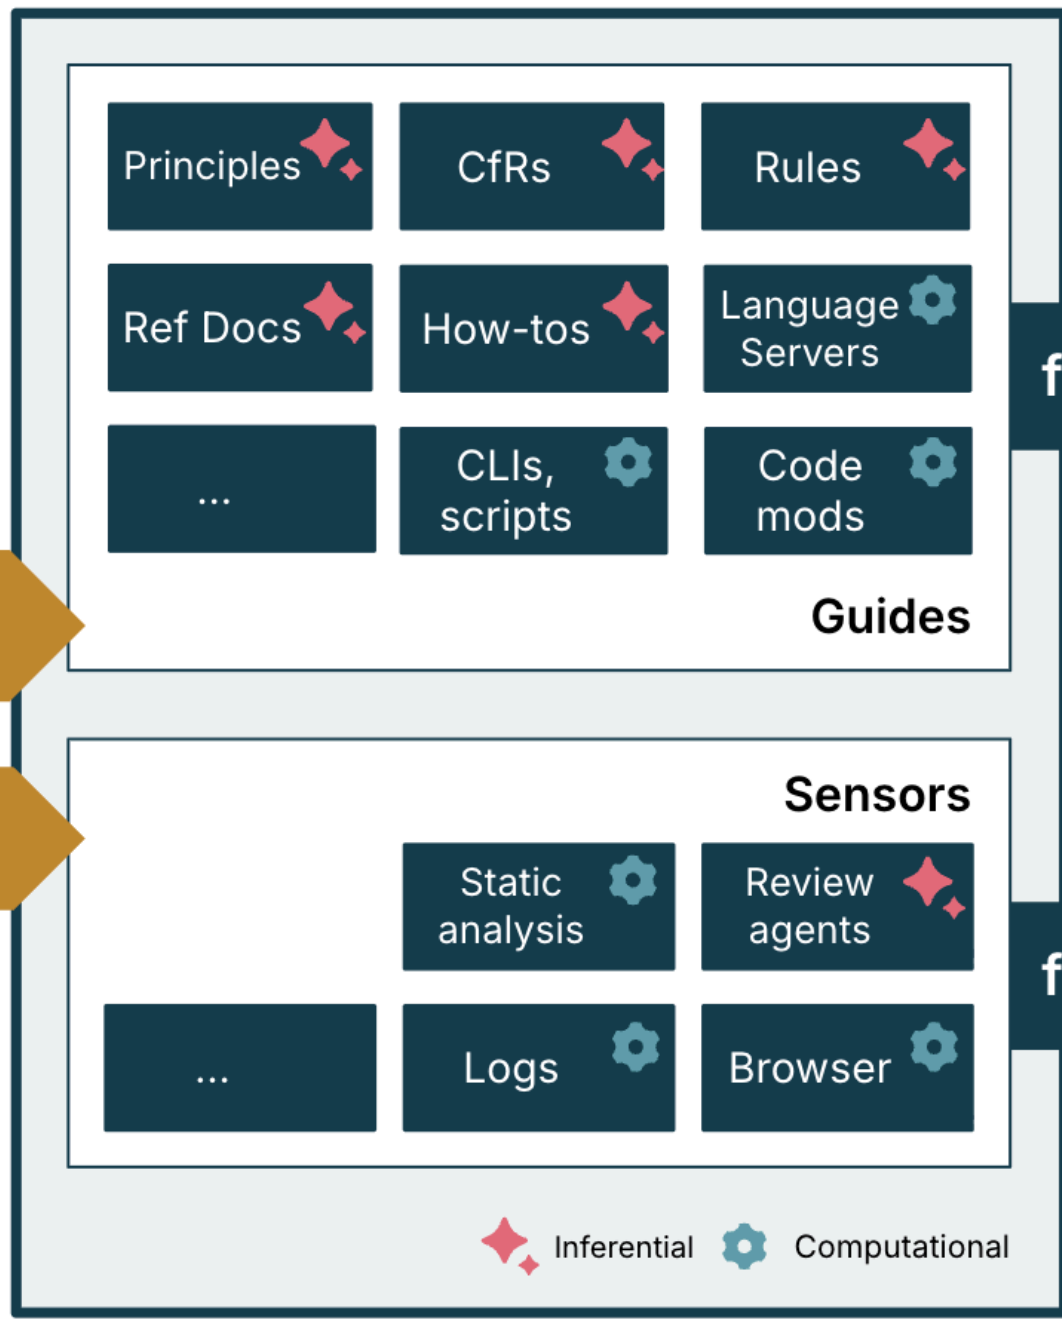 Principles
CfRs
Rules
Ref Docs
How-tos
Language
Servers
...
CLIs,
scripts
Code
mods
Guides
f
Sensors
Static
analysis
Review
agents
f
...
Logs
Browser
Inferential
Computational